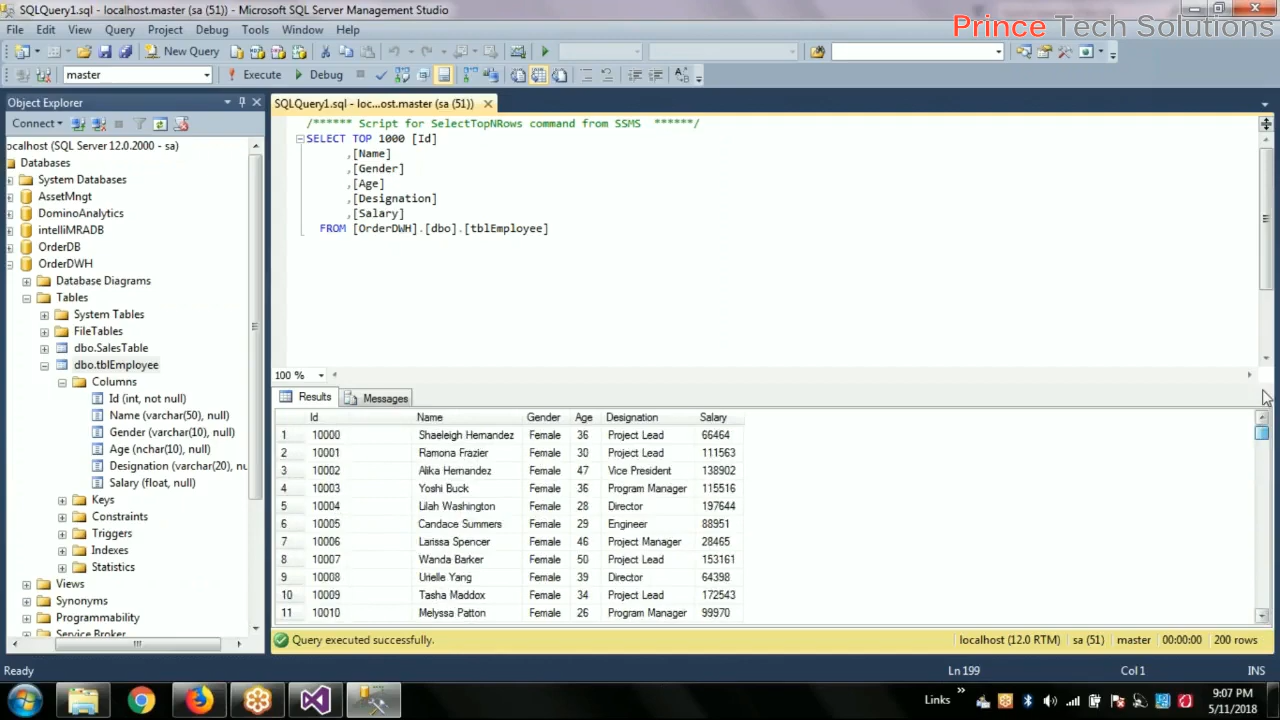 SQLQuery1.sql - localhost.master (sa (51)) - Microsoft SQL Server Management Studio
Prince Tech Solutions
File Edit View Query Project Debug Tools Window Help
New Query
master Execute Debug
Object Explorer
SQLQuery1.sql - loc...ost.master (sa (51))
Connect
ocalhost (SQL Server 12.0.2000 - sa)
Databases
System Databases
AssetMngt
DominoAnalytics
intelliMRADB
OrderDB
OrderDWH
Database Diagrams
Tables
System Tables
FileTables
dbo.SalesTable
dbo.tblEmployee
Columns
Id (int, not null)
Name (varchar(50), null)
Gender (varchar(10), null)
Age (nchar(10), null)
Designation (varchar(20), nu
Salary (float, null)
Keys
Constraints
Triggers
Indexes
Statistics
Views
Synonyms
Programmability
Service Broker
/****** Script for SelectTopNRows command from SSMS ******/
SELECT TOP 1000 [Id]
,[Name]
,[Gender]
,[Age]
,[Designation]
,[Salary]
FROM [OrderDWH].[dbo].[tblEmployee]
100 %
Results Messages
Id Name Gender Age Designation Salary
1 10000 Shaeleigh Hernandez Female 36 Project Lead 66464
2 10001 Ramona Frazier Female 30 Project Lead 111563
3 10002 Alika Hernandez Female 47 Vice President 138902
4 10003 Yoshi Buck Female 36 Program Manager 115516
5 10004 Lilah Washington Female 28 Director 197644
6 10005 Candace Summers Female 29 Engineer 88951
7 10006 Larissa Spencer Female 46 Project Manager 28465
8 10007 Wanda Barker Female 50 Project Lead 153161
9 10008 Urielle Yang Female 39 Director 64398
10 10009 Tasha Maddox Female 34 Project Lead 172543
11 10010 Melyssa Patton Female 26 Program Manager 99970
Query executed successfully. localhost (12.0 RTM) sa (51) master 00:00:00 200 rows
Ready Ln 199 Col 1 INS
Links » 9:07 PM
5/11/2018